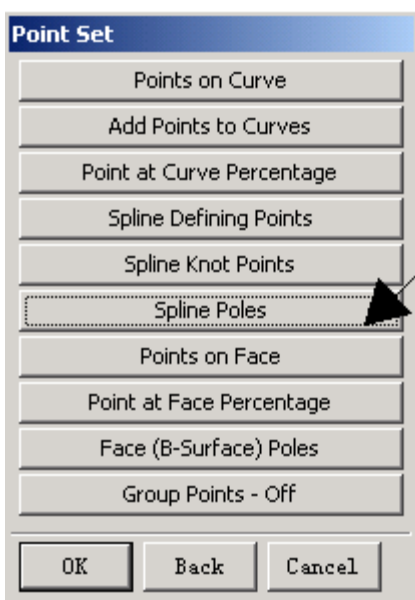 Point Set
Points on Curve
Add Points to Curves
Point at Curve Percentage
Spline Defining Points
Spline Knot Points
Spline Poles
Points on Face
Point at Face Percentage
Face (B-Surface) Poles
Group Points - Off
OK Back Cancel